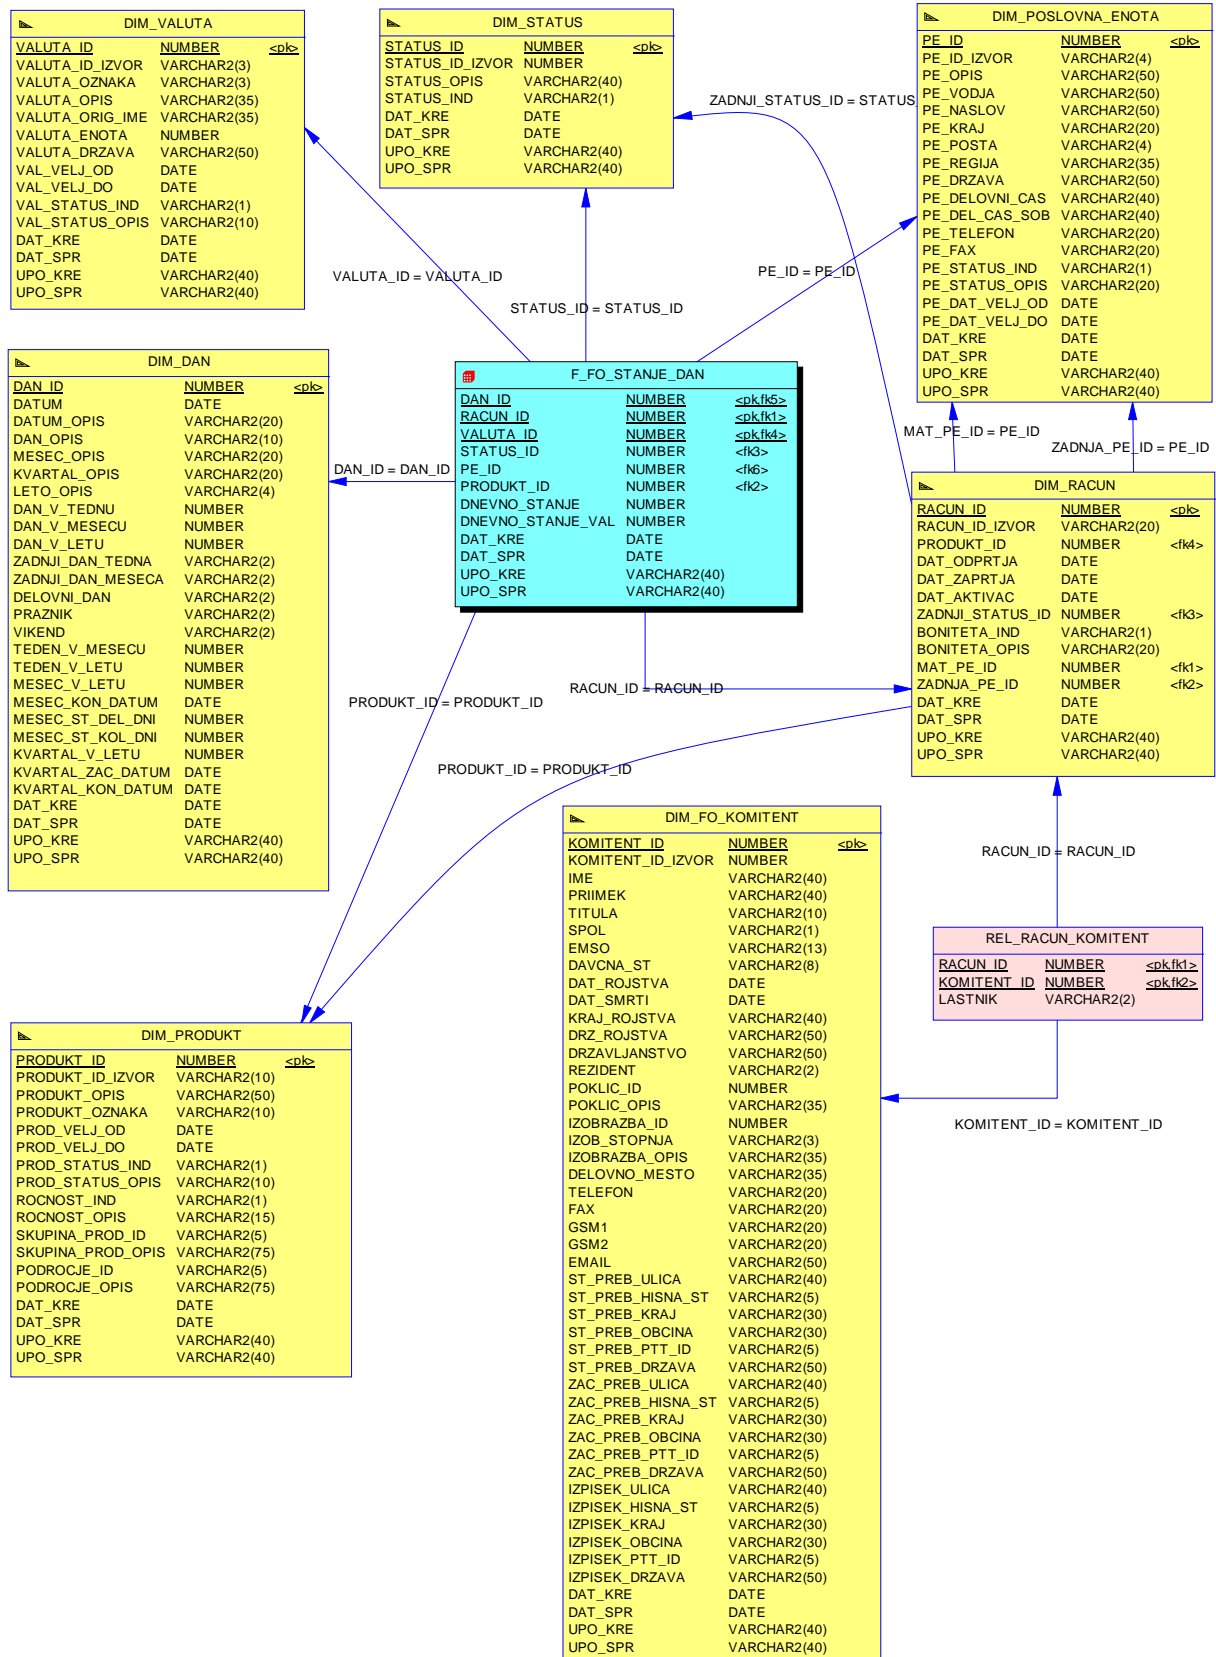 DIM_VALUTA
VALUTA_ID NUMBER <pk>
VALUTA_ID_IZVOR VARCHAR2(3)
VALUTA_OZNAKA VARCHAR2(3)
VALUTA_OPIS VARCHAR2(35)
VALUTA_ORIG_IME VARCHAR2(35)
VALUTA_ENOTA NUMBER
VALUTA_DRZAVA VARCHAR2(50)
VAL_VELJ_OD DATE
VAL_VELJ_DO DATE
VAL_STATUS_IND VARCHAR2(1)
VAL_STATUS_OPIS VARCHAR2(10)
DAT_KRE DATE
DAT_SPR DATE
UPO_KRE VARCHAR2(40)
UPO_SPR VARCHAR2(40)
DIM_STATUS
STATUS_ID NUMBER <pk>
STATUS_ID_IZVOR NUMBER
STATUS_OPIS VARCHAR2(40)
STATUS_IND VARCHAR2(1)
DAT_KRE DATE
DAT_SPR DATE
UPO_KRE VARCHAR2(40)
UPO_SPR VARCHAR2(40)
ZADNJI_STATUS_ID = STATUS_
DIM_POSLOVNA_ENOTA
PE_ID NUMBER <pk>
PE_ID_IZVOR VARCHAR2(4)
PE_OPIS VARCHAR2(50)
PE_VODJA VARCHAR2(50)
PE_NASLOV VARCHAR2(50)
PE_KRAJ VARCHAR2(20)
PE_POSTA VARCHAR2(4)
PE_REGIJA VARCHAR2(35)
PE_DRZAVA VARCHAR2(50)
PE_DELOVNI_CAS VARCHAR2(40)
PE_DEL_CAS_SOB VARCHAR2(40)
PE_TELEFON VARCHAR2(20)
PE_FAX VARCHAR2(20)
PE_STATUS_IND VARCHAR2(1)
PE_STATUS_OPIS VARCHAR2(20)
PE_DAT_VELJ_OD DATE
PE_DAT_VELJ_DO DATE
DAT_KRE DATE
DAT_SPR DATE
UPO_KRE VARCHAR2(40)
UPO_SPR VARCHAR2(40)
VALUTA_ID = VALUTA_ID
STATUS_ID = STATUS_ID
PE_ID = PE_ID
DIM_DAN
DAN_ID NUMBER <pk>
DATUM DATE
DATUM_OPIS VARCHAR2(20)
DAN_OPIS VARCHAR2(10)
MESEC_OPIS VARCHAR2(20)
KVARTAL_OPIS VARCHAR2(20)
LETO_OPIS VARCHAR2(4)
DAN_V_TEDNU NUMBER
DAN_V_MESECU NUMBER
DAN_V_LETU NUMBER
ZADNJI_DAN_TEDNA VARCHAR2(2)
ZADNJI_DAN_MESECA VARCHAR2(2)
DELOVNI_DAN VARCHAR2(2)
PRAZNIK VARCHAR2(2)
VIKEND VARCHAR2(2)
TEDEN_V_MESECU NUMBER
TEDEN_V_LETU NUMBER
MESEC_V_LETU NUMBER
MESEC_KON_DATUM DATE
MESEC_ST_DEL_DNI NUMBER
MESEC_ST_KOL_DNI NUMBER
KVARTAL_V_LETU NUMBER
KVARTAL_ZAC_DATUM DATE
KVARTAL_KON_DATUM DATE
DAT_KRE DATE
DAT_SPR DATE
UPO_KRE VARCHAR2(40)
UPO_SPR VARCHAR2(40)
DAN_ID = DAN_ID
F_FO_STANJE_DAN
DAN_ID NUMBER <pk,fk5>
RACUN_ID NUMBER <pk,fk1>
VALUTA_ID NUMBER <pk,fk4>
STATUS_ID NUMBER <fk3>
PE_ID NUMBER <fk6>
PRODUKT_ID NUMBER <fk2>
DNEVNO_STANJE NUMBER
DNEVNO_STANJE_VAL NUMBER
DAT_KRE DATE
DAT_SPR DATE
UPO_KRE VARCHAR2(40)
UPO_SPR VARCHAR2(40)
MAT_PE_ID = PE_ID
ZADNJA_PE_ID = PE_ID
DIM_RACUN
RACUN_ID NUMBER <pk>
RACUN_ID_IZVOR VARCHAR2(20)
PRODUKT_ID NUMBER <fk4>
DAT_ODPRTJA DATE
DAT_ZAPRTJA DATE
DAT_AKTIVAC DATE
ZADNJI_STATUS_ID NUMBER <fk3>
BONITETA_IND VARCHAR2(1)
BONITETA_OPIS VARCHAR2(20)
MAT_PE_ID NUMBER <fk1>
ZADNJA_PE_ID NUMBER <fk2>
DAT_KRE DATE
DAT_SPR DATE
UPO_KRE VARCHAR2(40)
UPO_SPR VARCHAR2(40)
PRODUKT_ID = PRODUKT_ID
RACUN_ID = RACUN_ID
PRODUKT_ID = PRODUKT_ID
DIM_FO_KOMITENT
KOMITENT_ID NUMBER <pk>
KOMITENT_ID_IZVOR NUMBER
IME VARCHAR2(40)
PRIIMEK VARCHAR2(40)
TITULA VARCHAR2(10)
SPOL VARCHAR2(1)
EMSO VARCHAR2(13)
DAVCNA_ST VARCHAR2(8)
DAT_ROJSTVA DATE
DAT_SMRTI DATE
KRAJ_ROJSTVA VARCHAR2(40)
DRZ_ROJSTVA VARCHAR2(50)
DRZAVLJANSTVO VARCHAR2(50)
REZIDENT VARCHAR2(2)
POKLIC_ID NUMBER
POKLIC_OPIS VARCHAR2(35)
IZOBRAZBA_ID NUMBER
IZOB_STOPNJA VARCHAR2(3)
IZOBRAZBA_OPIS VARCHAR2(35)
DELOVNO_MESTO VARCHAR2(35)
TELEFON VARCHAR2(20)
FAX VARCHAR2(20)
GSM1 VARCHAR2(20)
GSM2 VARCHAR2(20)
EMAIL VARCHAR2(50)
ST_PREB_ULICA VARCHAR2(40)
ST_PREB_HISNA_ST VARCHAR2(5)
ST_PREB_KRAJ VARCHAR2(30)
ST_PREB_OBCINA VARCHAR2(30)
ST_PREB_PTT_ID VARCHAR2(5)
ST_PREB_DRZAVA VARCHAR2(50)
ZAC_PREB_ULICA VARCHAR2(40)
ZAC_PREB_HISNA_ST VARCHAR2(5)
ZAC_PREB_KRAJ VARCHAR2(30)
ZAC_PREB_OBCINA VARCHAR2(30)
ZAC_PREB_PTT_ID VARCHAR2(5)
ZAC_PREB_DRZAVA VARCHAR2(50)
IZPISEK_ULICA VARCHAR2(40)
IZPISEK_HISNA_ST VARCHAR2(5)
IZPISEK_KRAJ VARCHAR2(30)
IZPISEK_OBCINA VARCHAR2(30)
IZPISEK_PTT_ID VARCHAR2(5)
IZPISEK_DRZAVA VARCHAR2(50)
DAT_KRE DATE
DAT_SPR DATE
UPO_KRE VARCHAR2(40)
UPO_SPR VARCHAR2(40)
RACUN_ID = RACUN_ID
REL_RACUN_KOMITENT
RACUN_ID NUMBER <pk,fk1>
KOMITENT_ID NUMBER <pk,fk2>
LASTNIK VARCHAR2(2)
KOMITENT_ID = KOMITENT_ID
DIM_PRODUKT
PRODUKT_ID NUMBER <pk>
PRODUKT_ID_IZVOR VARCHAR2(10)
PRODUKT_OPIS VARCHAR2(50)
PRODUKT_OZNAKA VARCHAR2(10)
PROD_VELJ_OD DATE
PROD_VELJ_DO DATE
PROD_STATUS_IND VARCHAR2(1)
PROD_STATUS_OPIS VARCHAR2(10)
ROCNOST_IND VARCHAR2(1)
ROCNOST_OPIS VARCHAR2(15)
SKUPINA_PROD_ID VARCHAR2(5)
SKUPINA_PROD_OPIS VARCHAR2(75)
PODROCJE_ID VARCHAR2(5)
PODROCJE_OPIS VARCHAR2(75)
DAT_KRE DATE
DAT_SPR DATE
UPO_KRE VARCHAR2(40)
UPO_SPR VARCHAR2(40)